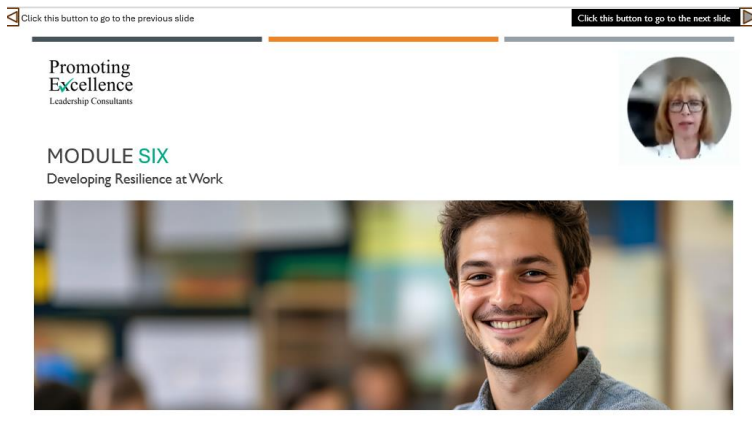 Click this button to go to the previous slide
Click this button to go to the next slide
Promoting
Excellence
Leadership Consultants
MODULE SIX
Developing Resilience at Work